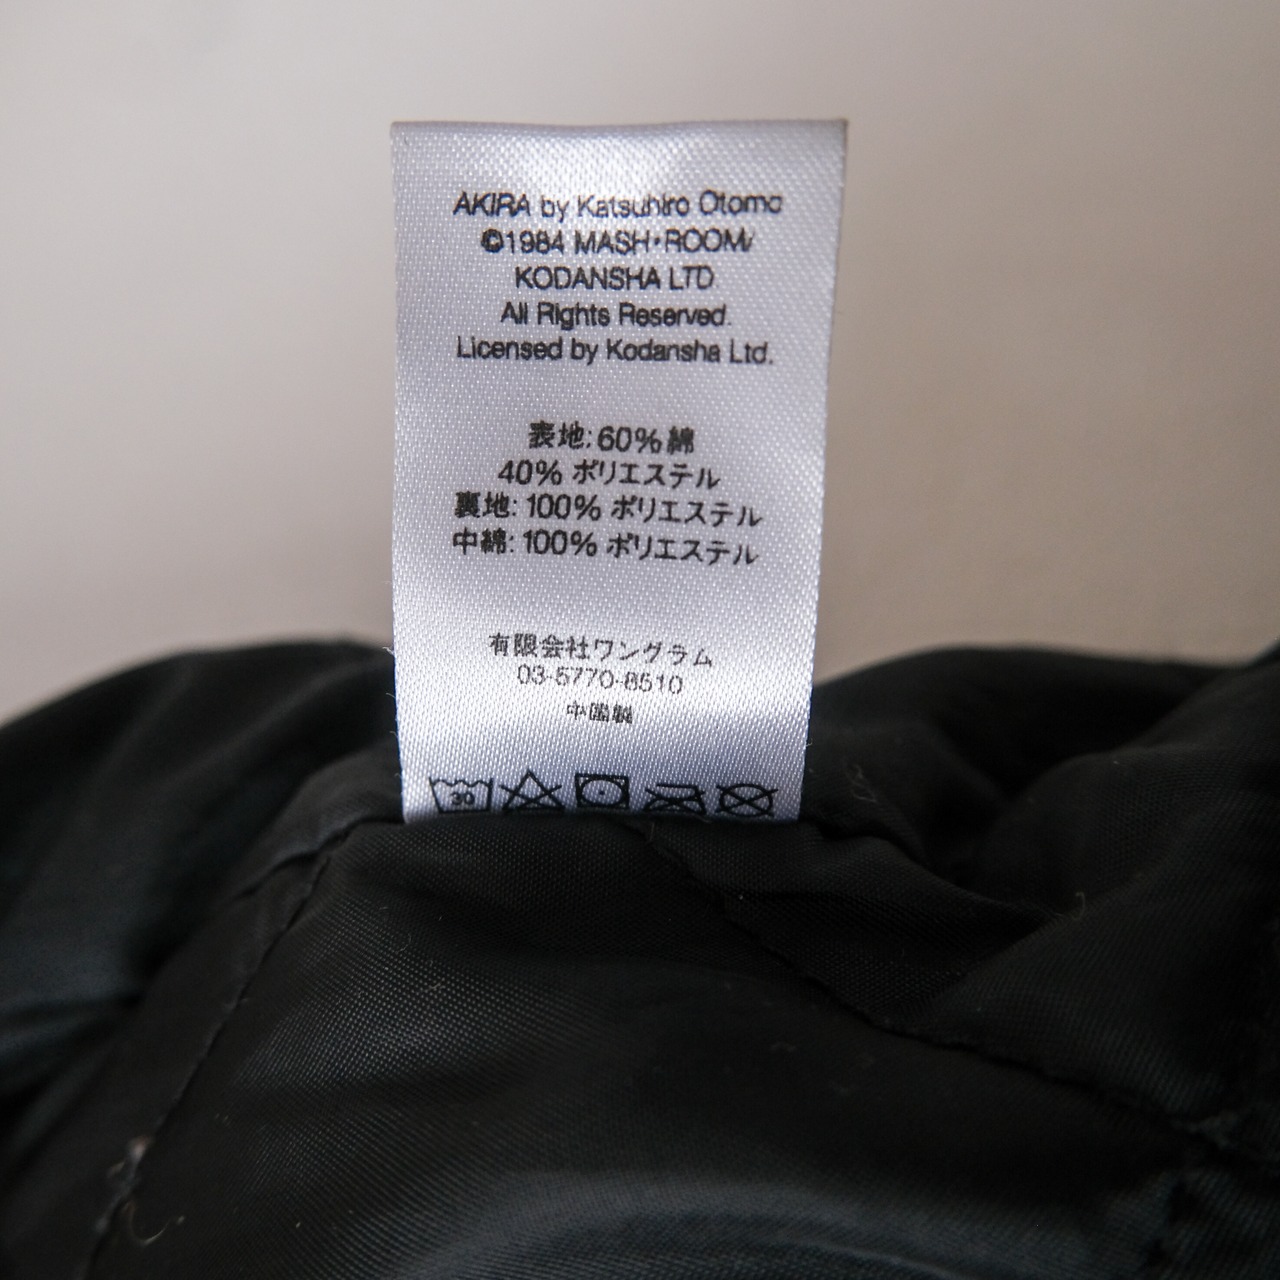 AKIRA by Katsuhiro Otomo
©1984 MASH・ROOM/
KODANSHA LTD
All Rights Reserved.
Licensed by Kodansha Ltd.
表地: 60% 綿
40% ポリエステル
裏地: 100% ポリエステル
中綿: 100% ポリエステル
有限会社ワングラム
03-5770-8510
中国製
30